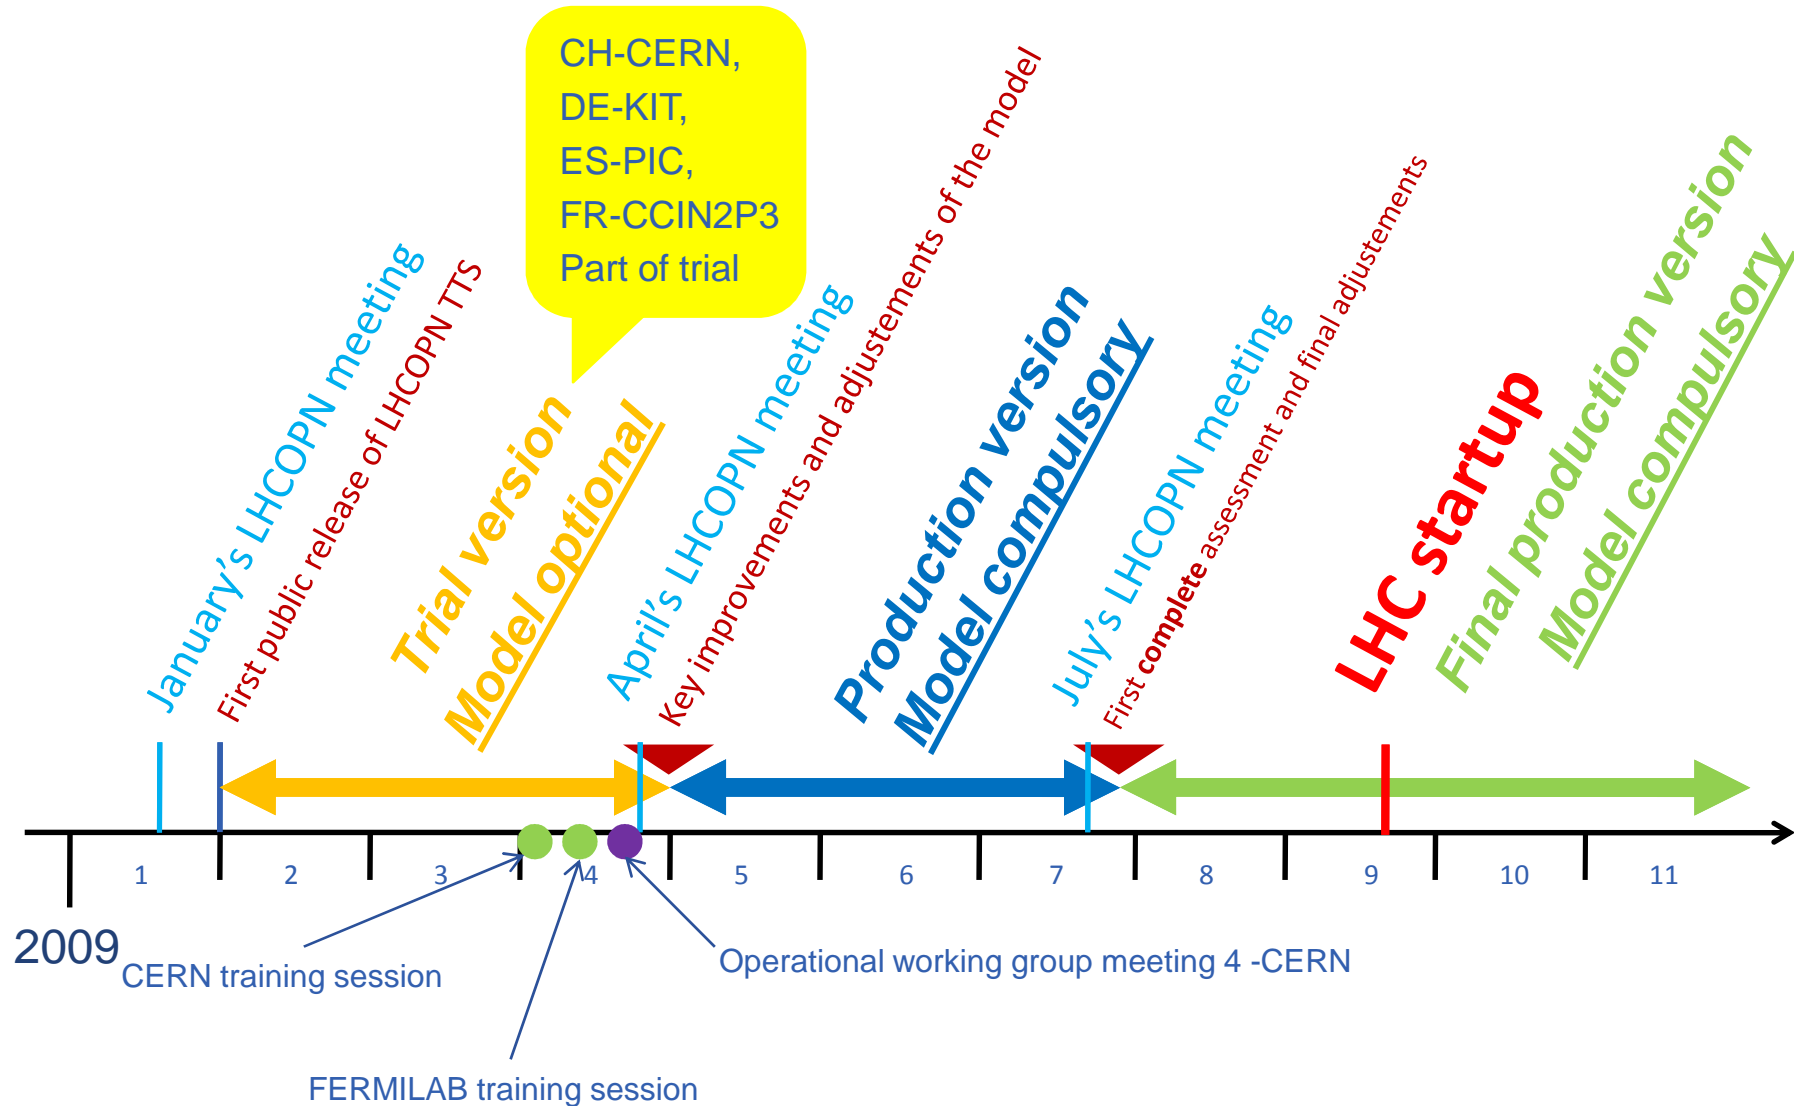 CH-CERN,
DE-KIT,
ES-PIC,
FR-CCIN2P3
Part of trial
January's LHCOPN meeting
First public release of LHCOPN TTS
Trial version
Model optional
April's LHCOPN meeting
Key improvements and adjustements of the model
Production version
Model compulsory
July's LHCOPN meeting
First complete assessment and final adjustements
LHC startup
Final production version
Model compulsory
1 2 3 4 5 6 7 8 9 10 11
2009
CERN training session
Operational working group meeting 4 -CERN
FERMILAB training session